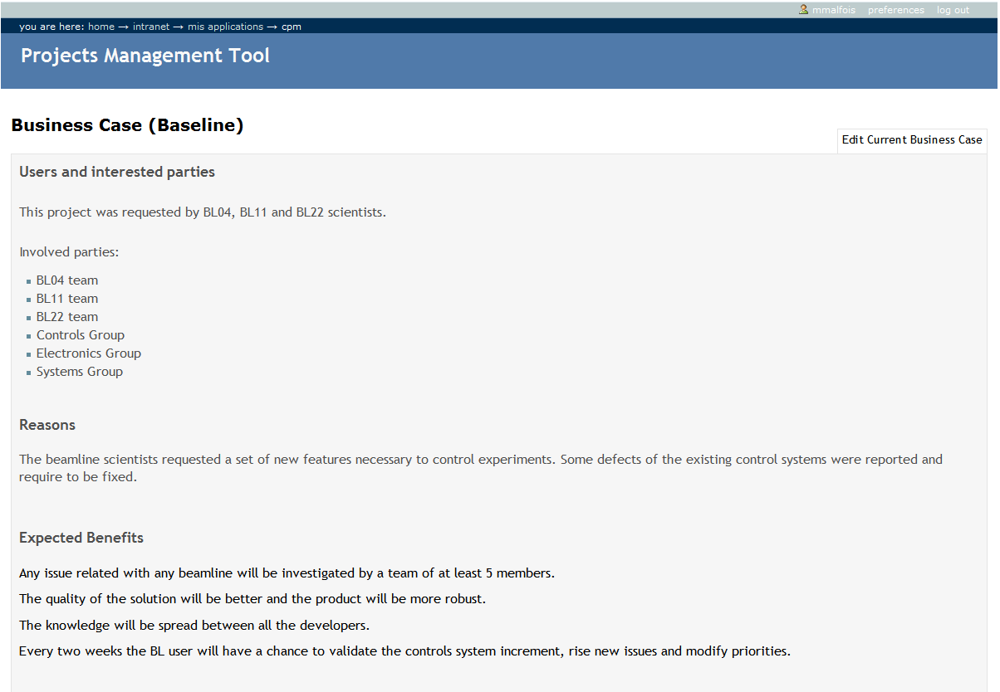 mmalfois preferences log out
you are here: home → intranet → mis applications → cpm
Projects Management Tool
Business Case (Baseline)
Edit Current Business Case
Users and interested parties
This project was requested by BL04, BL11 and BL22 scientists.
Involved parties:
BL04 team
BL11 team
BL22 team
Controls Group
Electronics Group
Systems Group
Reasons
The beamline scientists requested a set of new features necessary to control experiments. Some defects of the existing control systems were reported and
require to be fixed.
Expected Benefits
Any issue related with any beamline will be investigated by a team of at least 5 members.
The quality of the solution will be better and the product will be more robust.
The knowledge will be spread between all the developers.
Every two weeks the BL user will have a chance to validate the controls system increment, rise new issues and modify priorities.